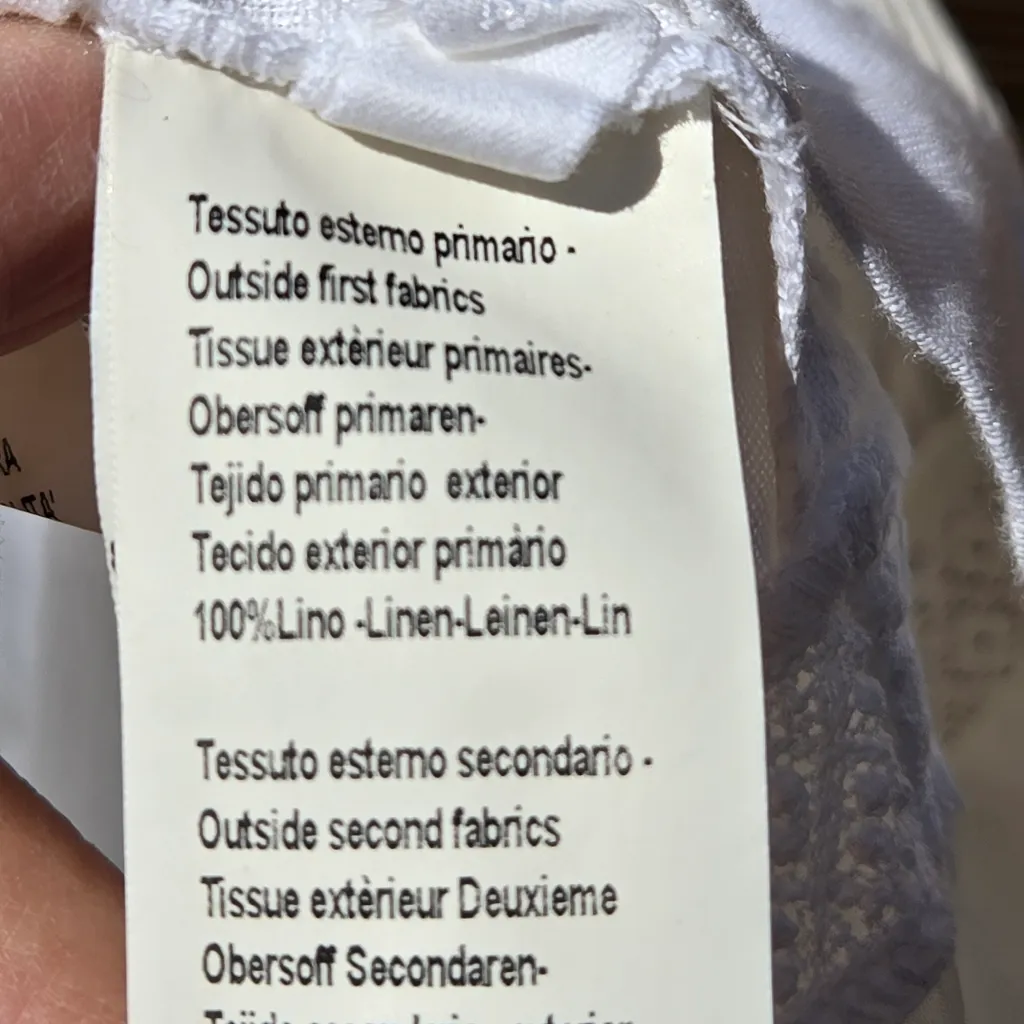 Tessuto esterno primario -
Outside first fabrics
Tissue extèrieur primaires-
Obersoff primaren-
Tejido primario exterior
Tecido exterior primàrio
100%Lino -Linen-Leinen-Lin
Tessuto esterno secondario -
Outside second fabrics
Tissue extèrieur Deuxieme
Obersoff Secondaren-